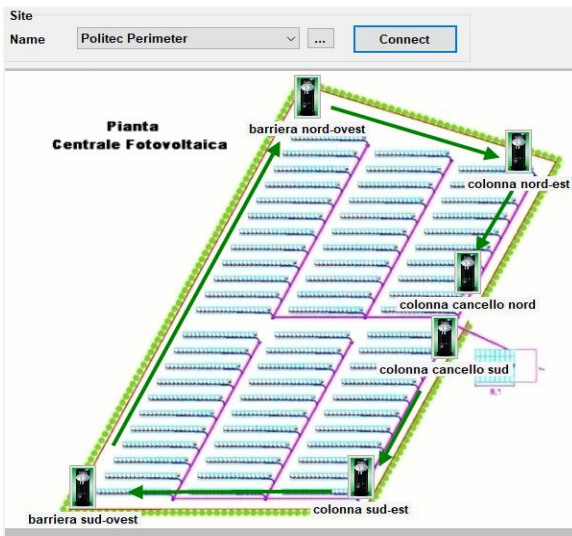 Site
Name
Politec Perimeter
...
Connect
Pianta
Centrale Fotovoltaica
barriera nord-ovest
colonna nord-est
colonna cancello nord
colonna cancello sud
colonna sud-est
barriera sud-ovest